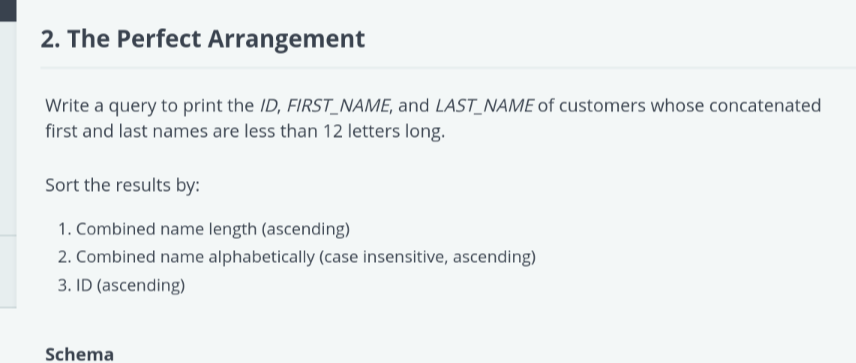 2. The Perfect Arrangement
Write a query to print the ID, FIRST_NAME, and LAST_NAME of customers whose concatenated
first and last names are less than 12 letters long.
Sort the results by:
1. Combined name length (ascending)
2. Combined name alphabetically (case insensitive, ascending)
3. ID (ascending)
Schema